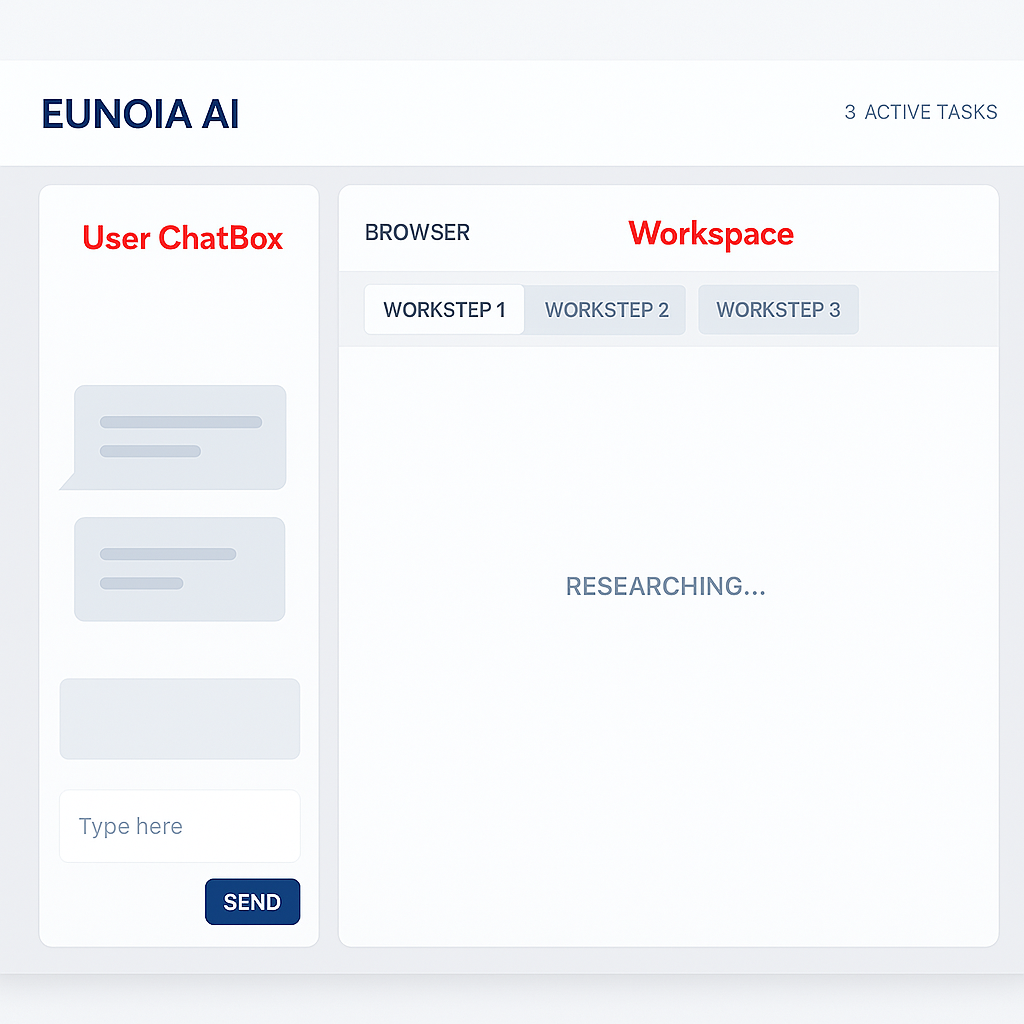 EUNOIA AI
3 ACTIVE TASKS
User ChatBox
Type here
SEND
BROWSER
Workspace
WORKSTEP 1
WORKSTEP 2
WORKSTEP 3
RESEARCHING...